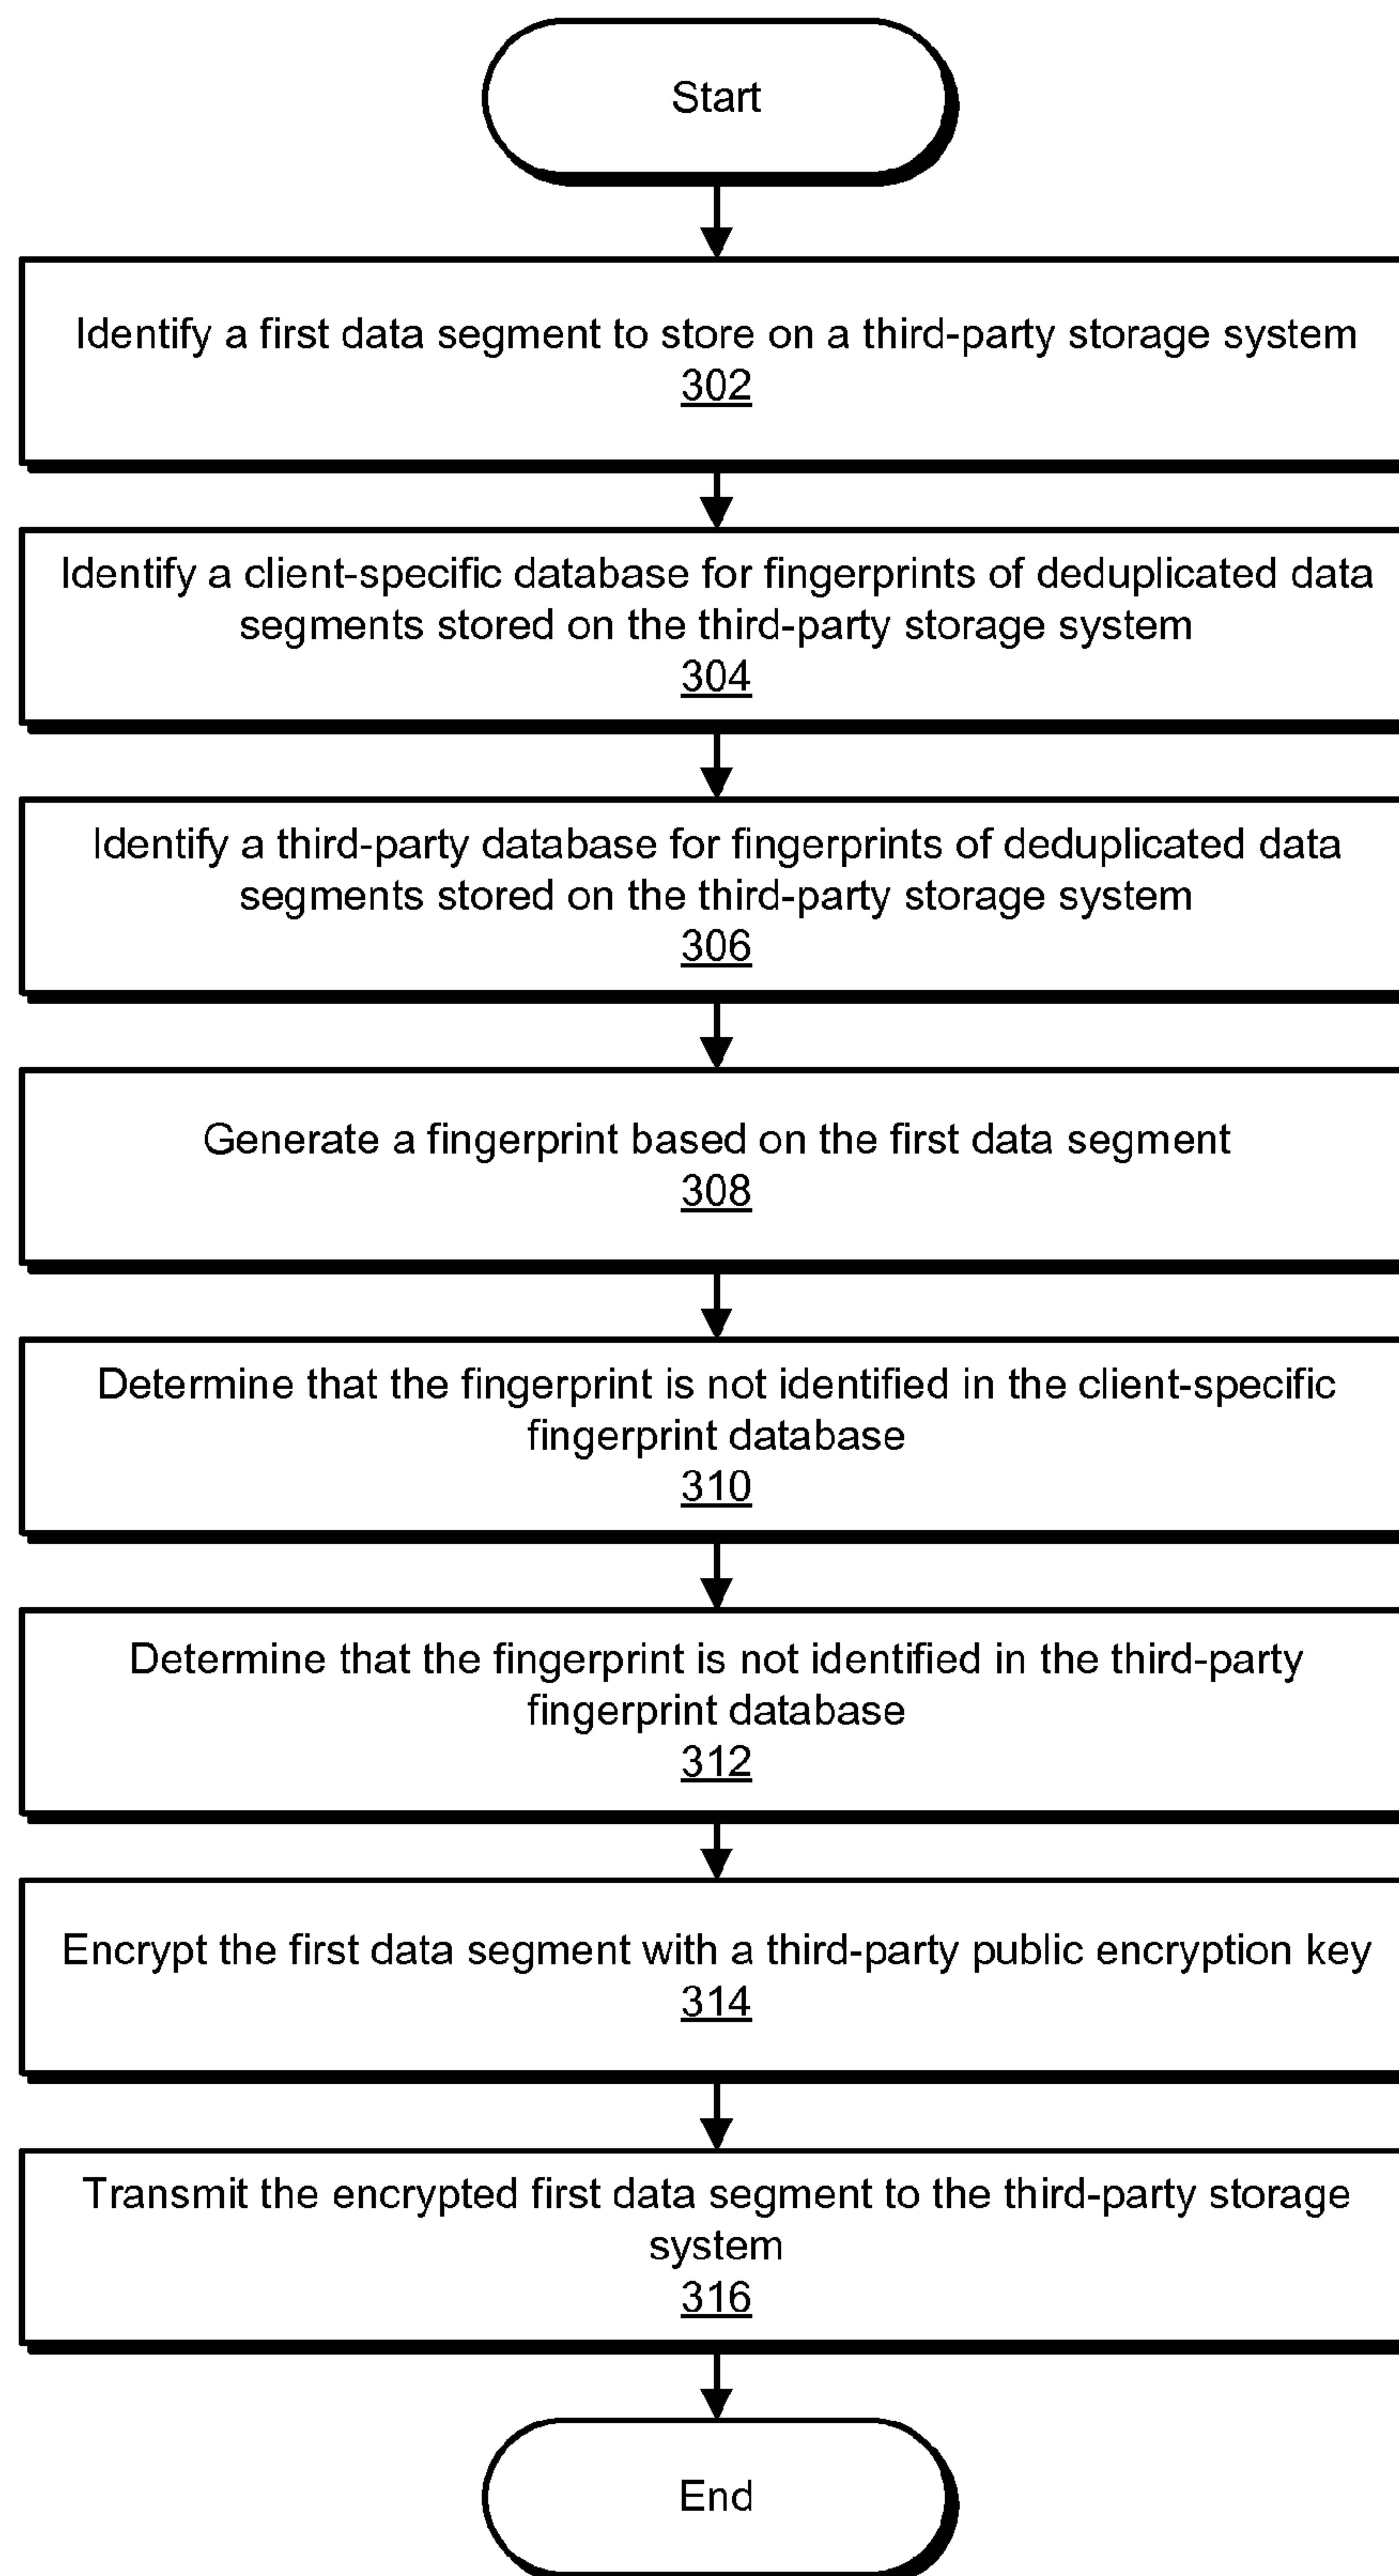 Start
Identify a first data segment to store on a third-party storage system
302
Identify a client-specific database for fingerprints of deduplicated data
segments stored on the third-party storage system
304
Identify a third-party database for fingerprints of deduplicated data
segments stored on the third-party storage system
306
Generate a fingerprint based on the first data segment
308
Determine that the fingerprint is not identified in the client-specific
fingerprint database
310
Determine that the fingerprint is not identified in the third-party
fingerprint database
312
Encrypt the first data segment with a third-party public encryption key
314
Transmit the encrypted first data segment to the third-party storage
system
316
End